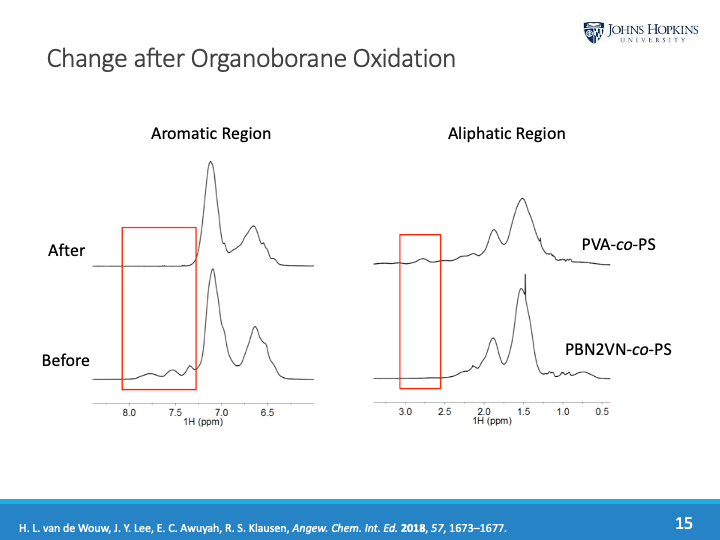 JOHNS HOPKINS
UNIVERSITY
Change after Organoborane Oxidation
Aromatic Region
Aliphatic Region
After
PVA-co-PS
Before
PBN2VN-co-PS
8.0 7.5 7.0 6.5
1H (ppm)
3.0 2.5 2.0 1.5 1.0 0.5
1H (ppm)
H. L. van de Wouw, J. Y. Lee, E. C. Awuyah, R. S. Klausen, Angew. Chem. Int. Ed. 2018, 57, 1673–1677.
15